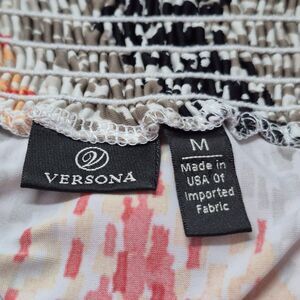 VERSONA
M
Made in
USA Of
Imported
Fabric